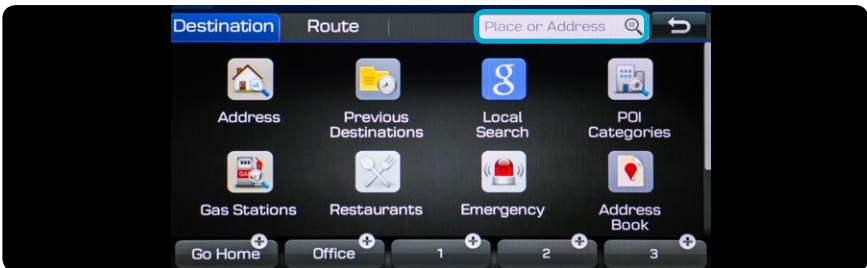 Destination
Route
Place or Address
Address
Previous
Destinations
g
Local
Search
POI
Categories
GAS
Gas Stations
Restaurants
Emergency
Address
Book
Go Home
Office
1
2
3